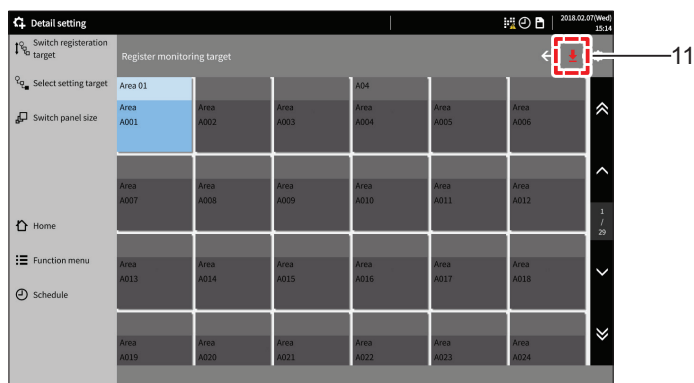 Detail setting
2018.02.07(Wed)
15:14
Switch registeration
target
Select setting target
Switch panel size
Home
Function menu
Schedule
Register monitoring target
11
Area 01
A04
Area
A001
Area
A002
Area
A003
Area
A004
Area
A005
Area
A006
Area
A007
Area
A008
Area
A009
Area
A010
Area
A011
Area
A012
Area
A013
Area
A014
Area
A015
Area
A016
Area
A017
Area
A018
Area
A019
Area
A020
Area
A021
Area
A022
Area
A023
Area
A024
1
/
29